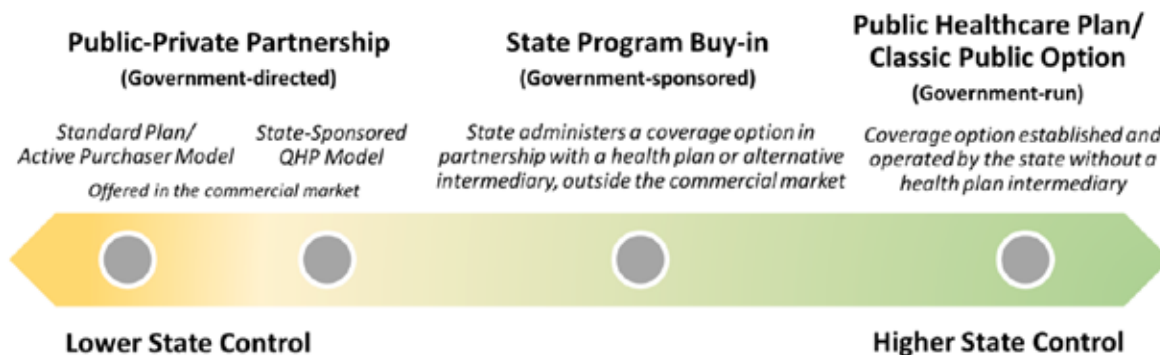 Public-Private Partnership
(Government-directed)
Standard Plan/
Active Purchaser Model
State-Sponsored
QHP Model
Offered in the commercial market
State Program Buy-in
(Government-sponsored)
State administers a coverage option in
partnership with a health plan or alternative
intermediary, outside the commercial market
Public Healthcare Plan/
Classic Public Option
(Government-run)
Coverage option established and
operated by the state without a
health plan intermediary
Lower State Control
Higher State Control